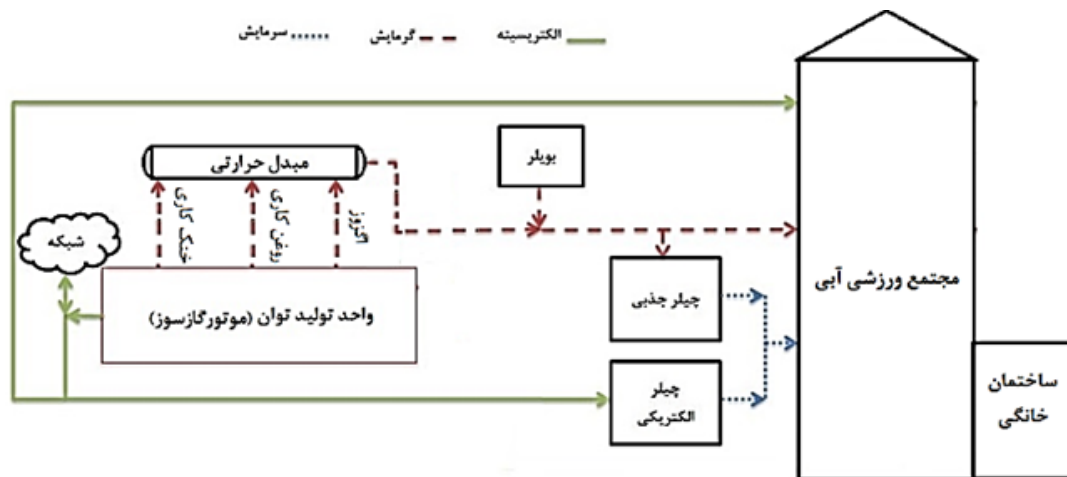 سرمایش
گرمایش
الکتریسیته
بویلر
مبدل حرارتی
خنک کاری
روغن کاری
اگزوز
شبکه
مجتمع ورزشی آبی
چیلر جذبی
واحد تولید توان (موتورگازسوز)
چیلر
الکتریکی
ساختمان
خانگی